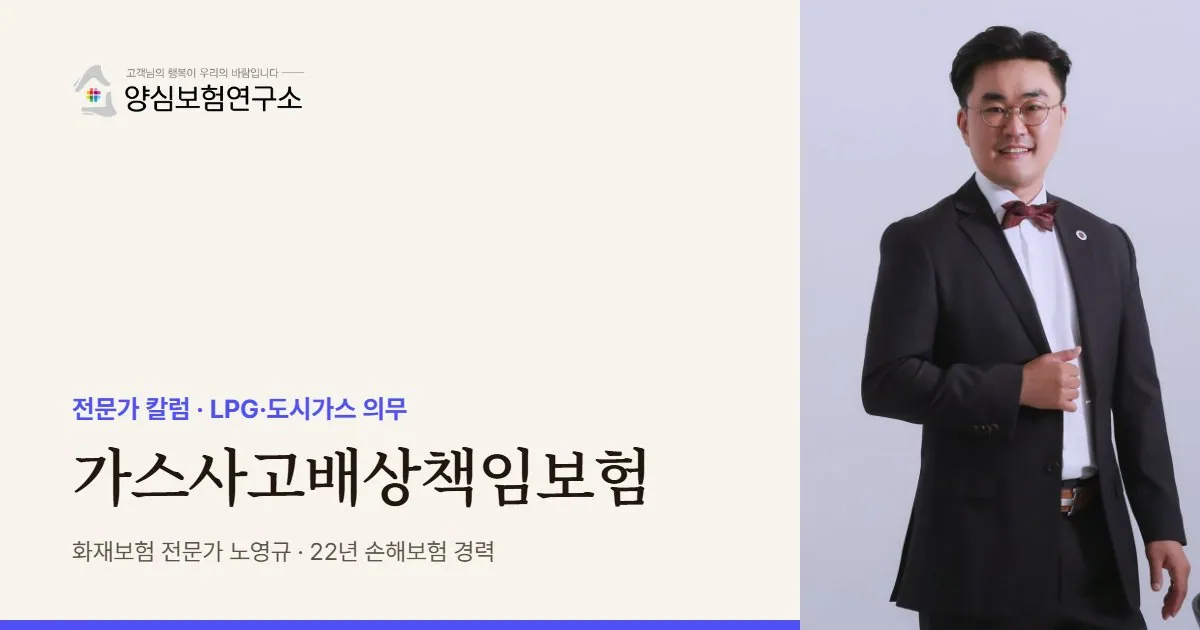 고객님의 행복이 우리의 바람입니다
양심보험연구소
전문가 칼럼 · LPG·도시가스 의무
가스사고배상책임보험
화재보험 전문가 노영규 · 22년 손해보험 경력